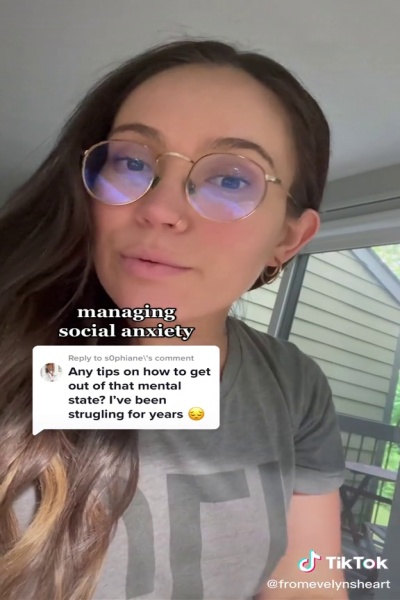 managing
social anxiety
Reply to s0phiane\'s comment
Any tips on how to get
out of that mental
state? I've been
strugling for years 😔
TikTok
@fromevelynsheart